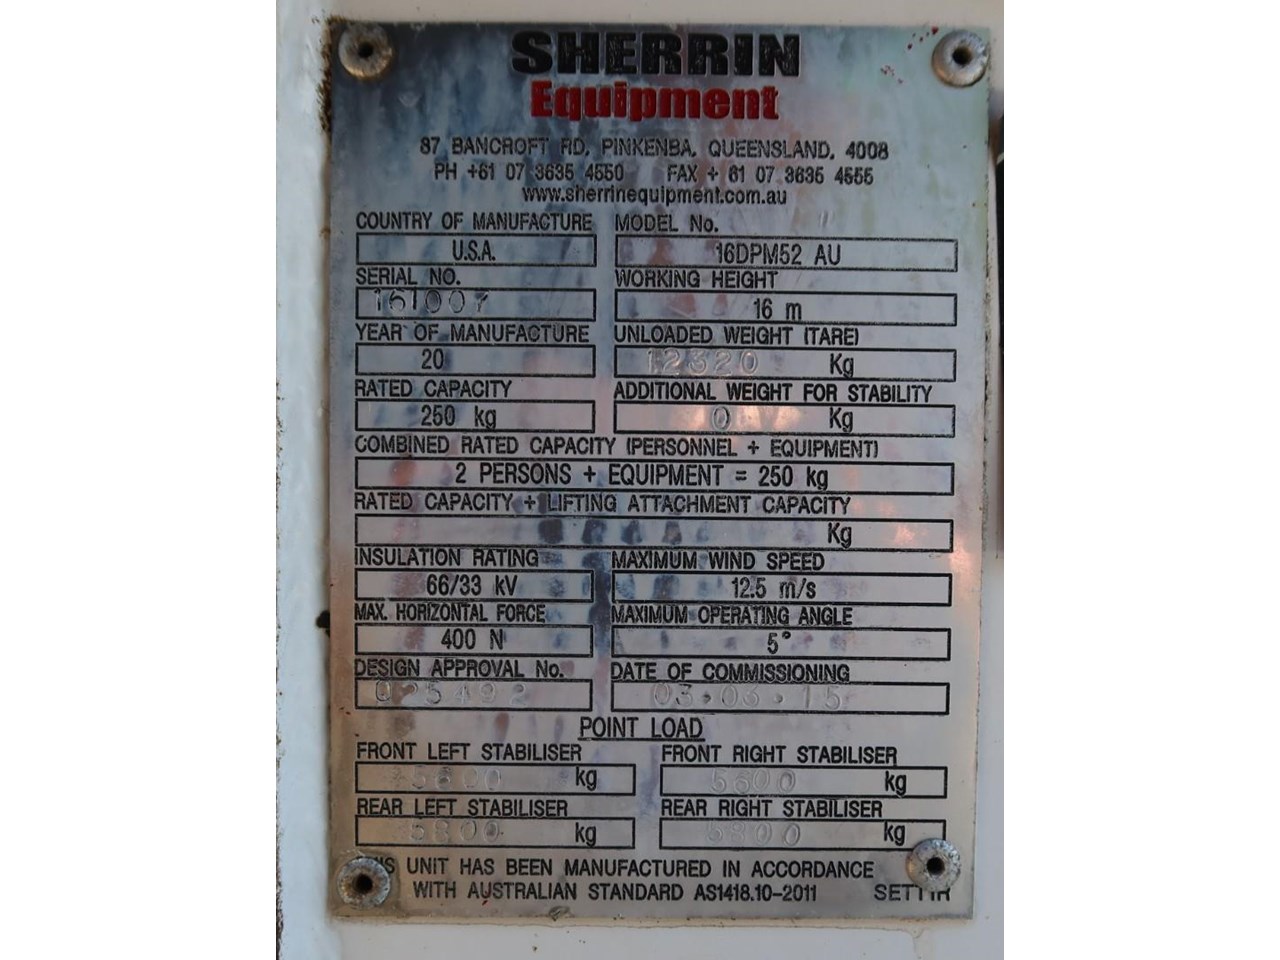 SHERRIN
Equipment
87 BANCROFT RD, PINKENBA, QUEENSLAND, 4008
PH +61 07 3635 4550 FAX + 61 07 3635 4555
www.sherrinequipment.com.au
COUNTRY OF MANUFACTURE MODEL No.
U.S.A. 16DPM52 AU
SERIAL NO. WORKING HEIGHT
161007 16 m
YEAR OF MANUFACTURE UNLOADED WEIGHT (TARE)
20 12320 Kg
RATED CAPACITY ADDITIONAL WEIGHT FOR STABILITY
250 kg 0 Kg
COMBINED RATED CAPACITY (PERSONNEL + EQUIPMENT)
2 PERSONS + EQUIPMENT = 250 kg
RATED CAPACITY + LIFTING ATTACHMENT CAPACITY
Kg
INSULATION RATING MAXIMUM WIND SPEED
66/33 kV 12.5 m/s
MAX. HORIZONTAL FORCE MAXIMUM OPERATING ANGLE
400 N 5°
DESIGN APPROVAL No. DATE OF COMMISSIONING
025492 03.03.15
POINT LOAD
FRONT LEFT STABILISER FRONT RIGHT STABILISER
kg kg
REAR LEFT STABILISER REAR RIGHT STABILISER
kg kg
UNIT HAS BEEN MANUFACTURED IN ACCORDANCE
WITH AUSTRALIAN STANDARD AS1418.10-2011